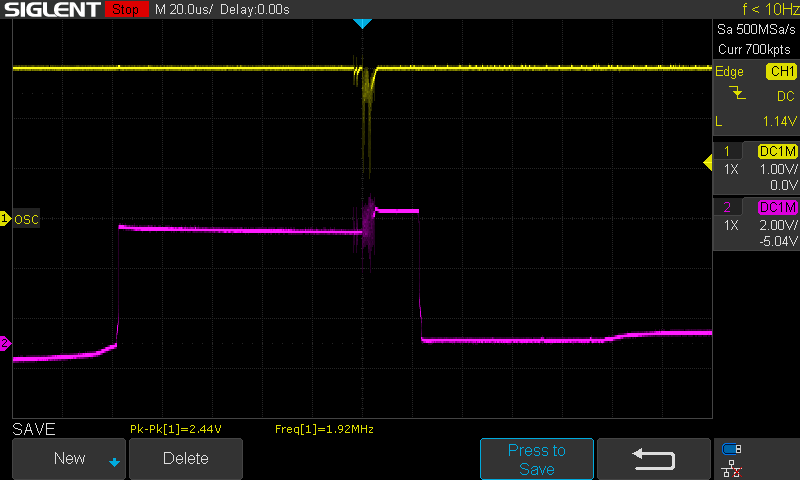 SIGLENT Stop M 20.0us/ Delay:0.00s f < 10Hz
Sa 500MSa/s
Curr 700kpts
Edge CH1
DC
L 1.14V
1 DC1M
1X 1.00V/
0.0V
2 DC1M
1X 2.00V/
-5.04V
1 OSC
2
SAVE Pk-Pk[1]=2.44V Freq[1]=1.92MHz
New Delete Press to
Save